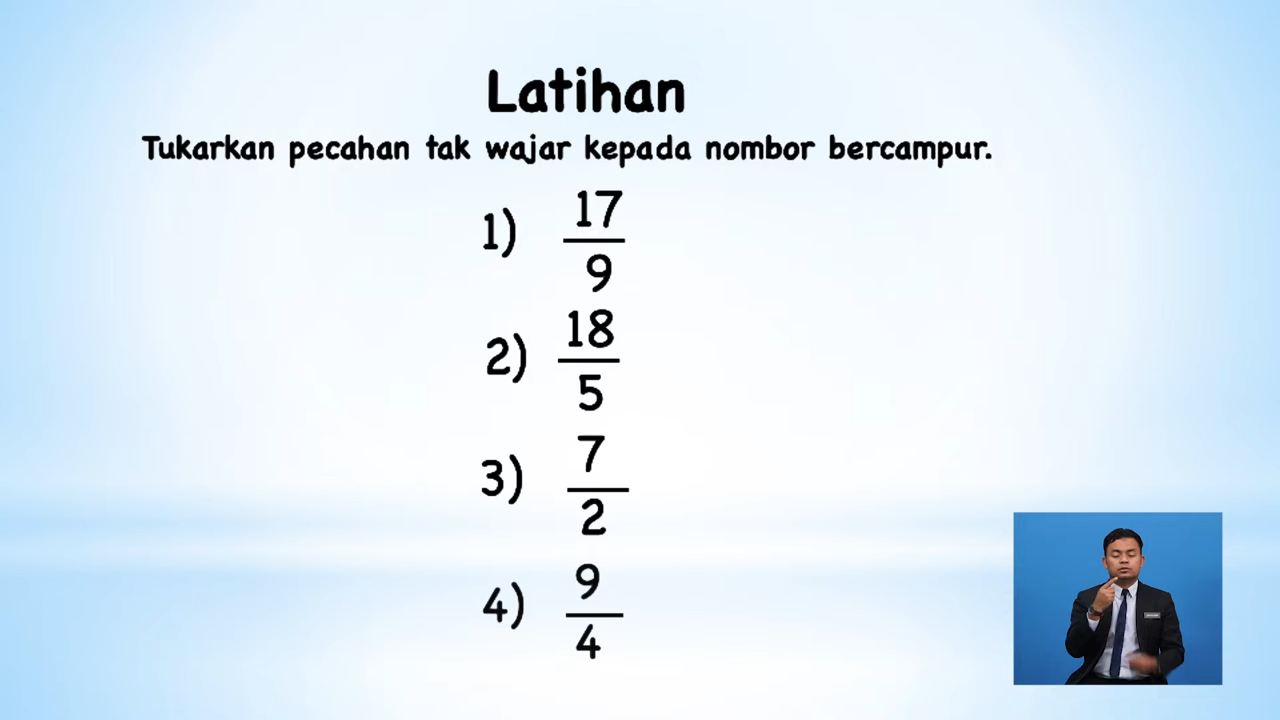 Latihan
Tukarkan pecahan tak wajar kepada nombor bercampur.
1) 17/9
2) 18/5
3) 7/2
4) 9/4